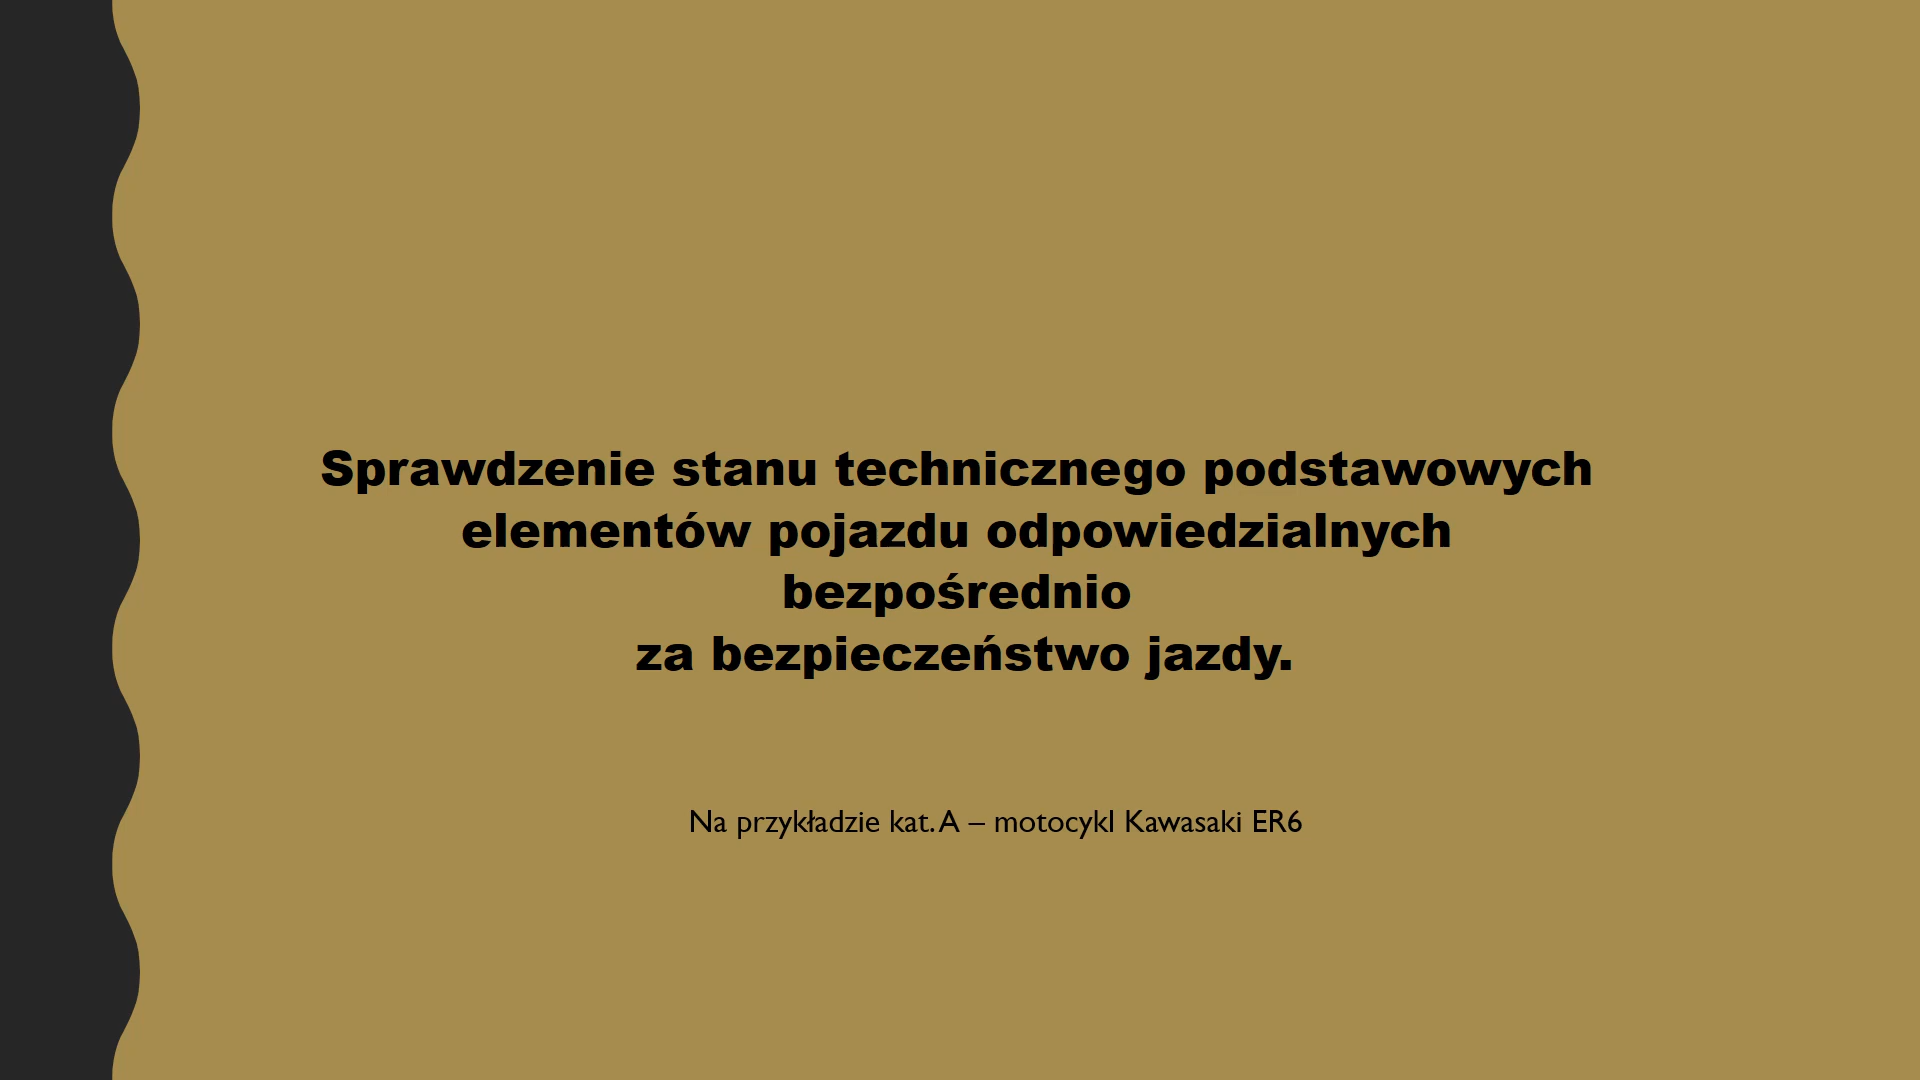 Sprawdzenie stanu technicznego podstawowych
elementów pojazdu odpowiedzialnych
bezpośrednio
za bezpieczeństwo jazdy.
Na przykładzie kat. A – motocykl Kawasaki ER6